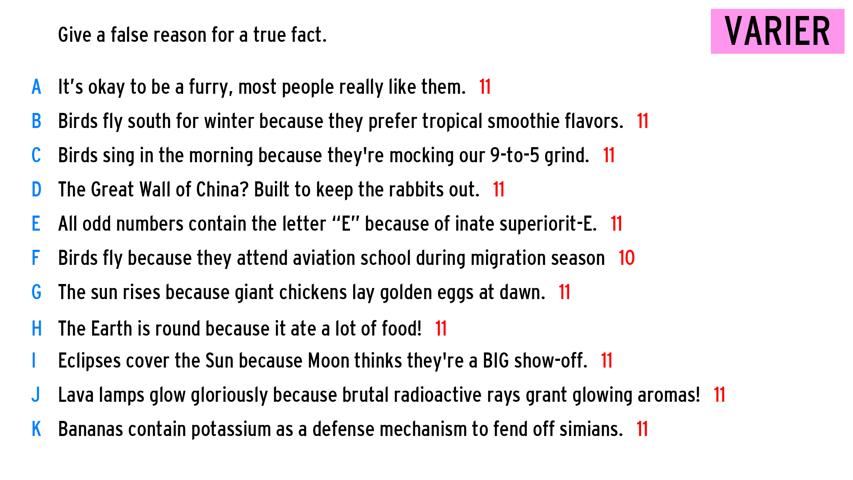 Give a false reason for a true fact.
VARIER
A It's okay to be a furry, most people really like them. 11
B Birds fly south for winter because they prefer tropical smoothie flavors. 11
C Birds sing in the morning because they're mocking our 9-to-5 grind. 11
D The Great Wall of China? Built to keep the rabbits out. 11
E All odd numbers contain the letter “E” because of inate superiorit-E. 11
F Birds fly because they attend aviation school during migration season 10
G The sun rises because giant chickens lay golden eggs at dawn. 11
H The Earth is round because it ate a lot of food! 11
I Eclipses cover the Sun because Moon thinks they're a BIG show-off. 11
J Lava lamps glow gloriously because brutal radioactive rays grant glowing aromas! 11
K Bananas contain potassium as a defense mechanism to fend off simians. 11